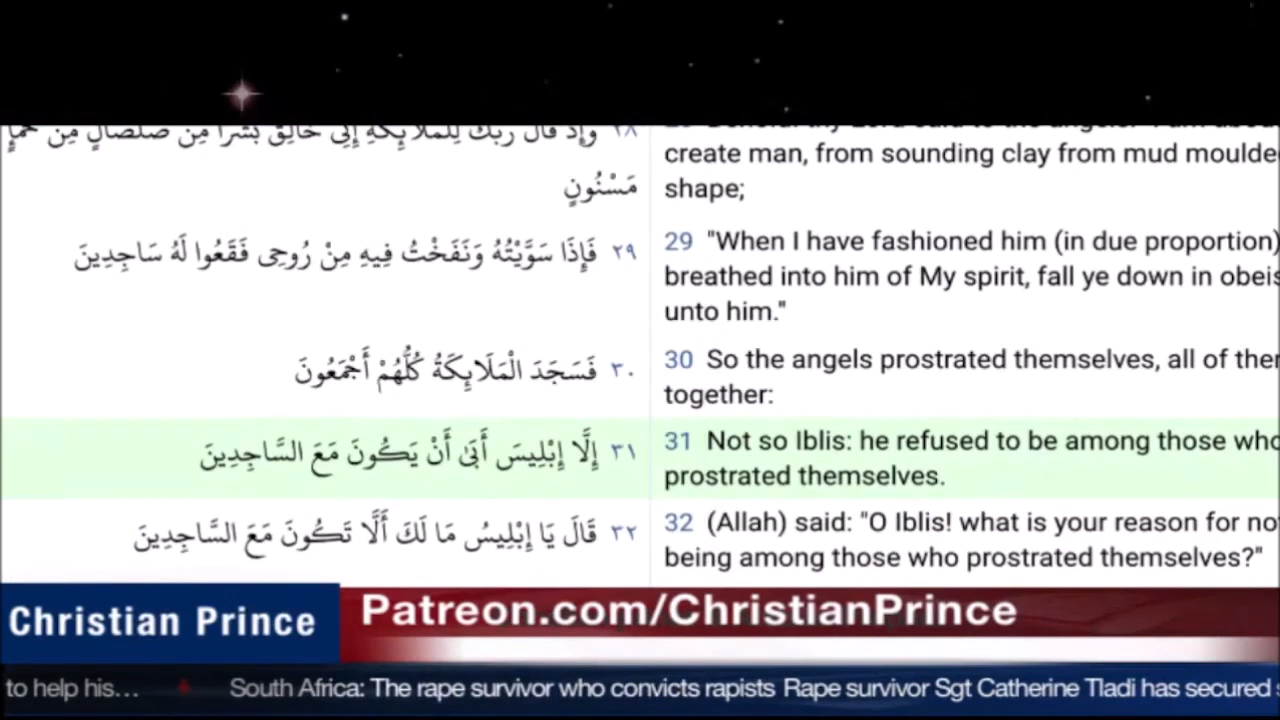 ٢٨ وَإِذْ قَالَ رَبُّكَ لِلْمَلَائِكَةِ إِنِّي خَالِقٌ بَشَرًا مِنْ صَلْصَالٍ مِنْ حَمَإٍ
مَسْنُونٍ
٢٩ فَإِذَا سَوَّيْتُهُ وَنَفَخْتُ فِيهِ مِنْ رُوحِى فَقَعُوا لَهُ سَاجِدِينَ
٣٠ فَسَجَدَ الْمَلَائِكَةُ كُلُّهُمْ أَجْمَعُونَ
٣١ إِلَّا إِبْلِيسَ أَبَىٰ أَنْ يَكُونَ مَعَ السَّاجِدِينَ
٣٢ قَالَ يَا إِبْلِيسُ مَا لَكَ أَلَّا تَكُونَ مَعَ السَّاجِدِينَ
create man, from sounding clay from mud moulde
shape;
29 "When I have fashioned him (in due proportion)
breathed into him of My spirit, fall ye down in obeis
unto him."
30 So the angels prostrated themselves, all of ther
together:
31 Not so Iblis: he refused to be among those who
prostrated themselves.
32 (Allah) said: "O Iblis! what is your reason for no
being among those who prostrated themselves?"
Christian Prince
Patreon.com/ChristianPrince
to help his... South Africa: The rape survivor who convicts rapists Rape survivor Sgt Catherine Tladi has secured